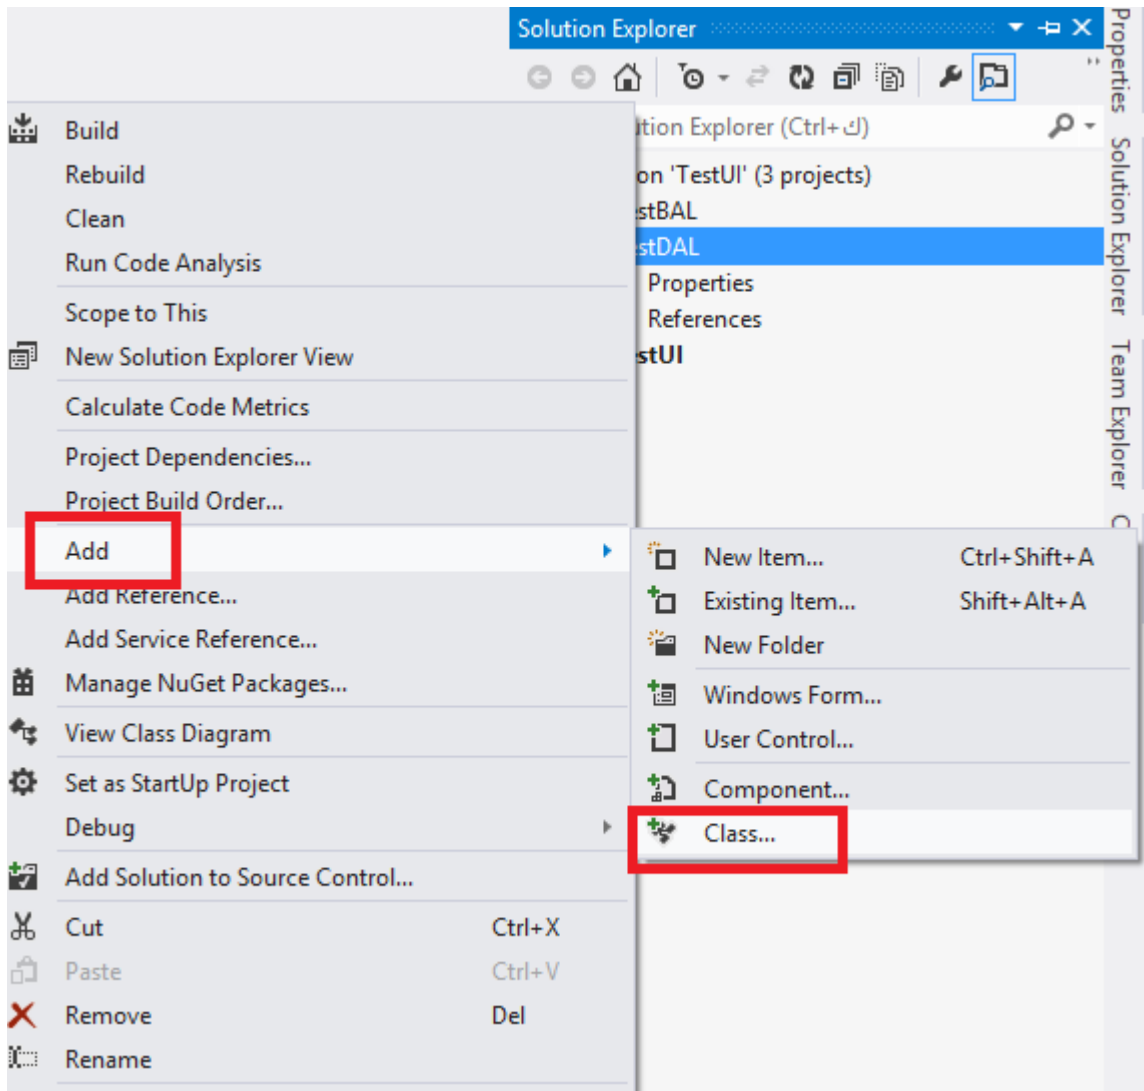 Solution Explorer
Properties
Solution Explorer
Team Explorer
ution Explorer (Ctrl+ك)
on 'TestUI' (3 projects)
stBAL
stDAL
Properties
References
stUI
Build
Rebuild
Clean
Run Code Analysis
Scope to This
New Solution Explorer View
Calculate Code Metrics
Project Dependencies...
Project Build Order...
Add
Add Reference...
Add Service Reference...
Manage NuGet Packages...
View Class Diagram
Set as StartUp Project
Debug
Add Solution to Source Control...
Cut Ctrl+X
Paste Ctrl+V
Remove Del
Rename
New Item... Ctrl+Shift+A
Existing Item... Shift+Alt+A
New Folder
Windows Form...
User Control...
Component...
Class...